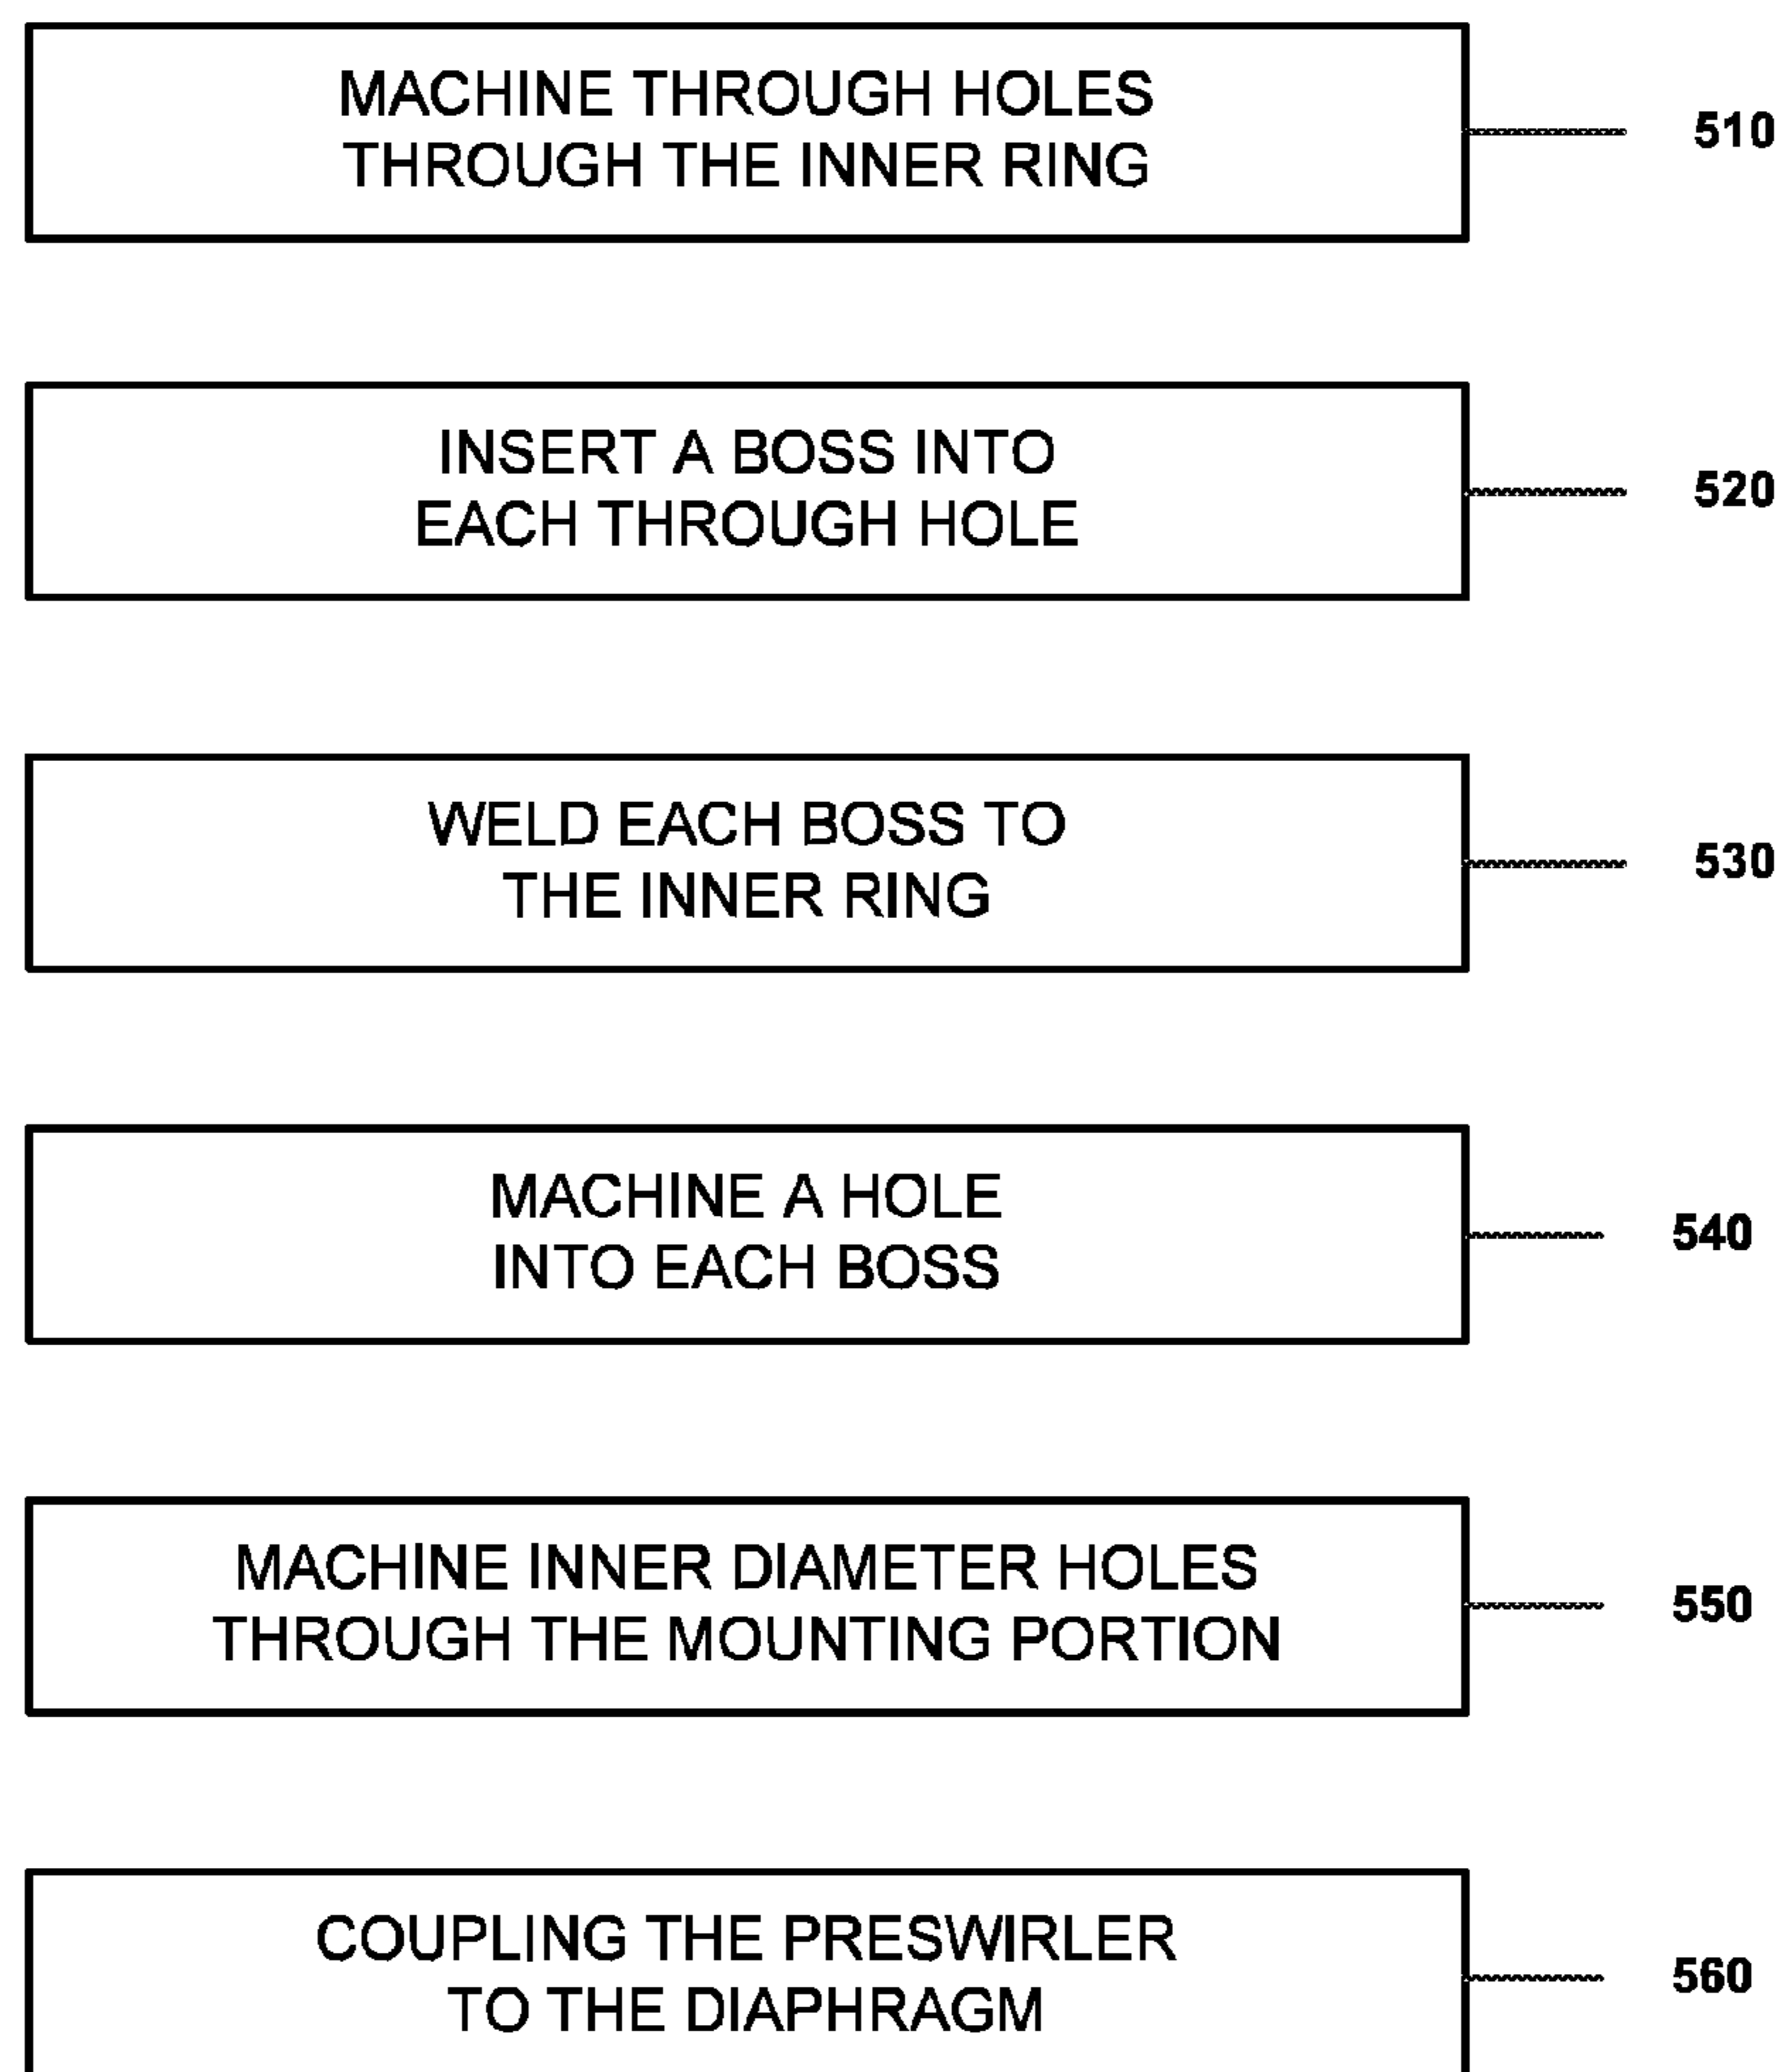 MACHINE THROUGH HOLES
THROUGH THE INNER RING
510
INSERT A BOSS INTO
EACH THROUGH HOLE
520
WELD EACH BOSS TO
THE INNER RING
530
MACHINE A HOLE
INTO EACH BOSS
540
MACHINE INNER DIAMETER HOLES
THROUGH THE MOUNTING PORTION
550
COUPLING THE PRESWIRLER
TO THE DIAPHRAGM
560